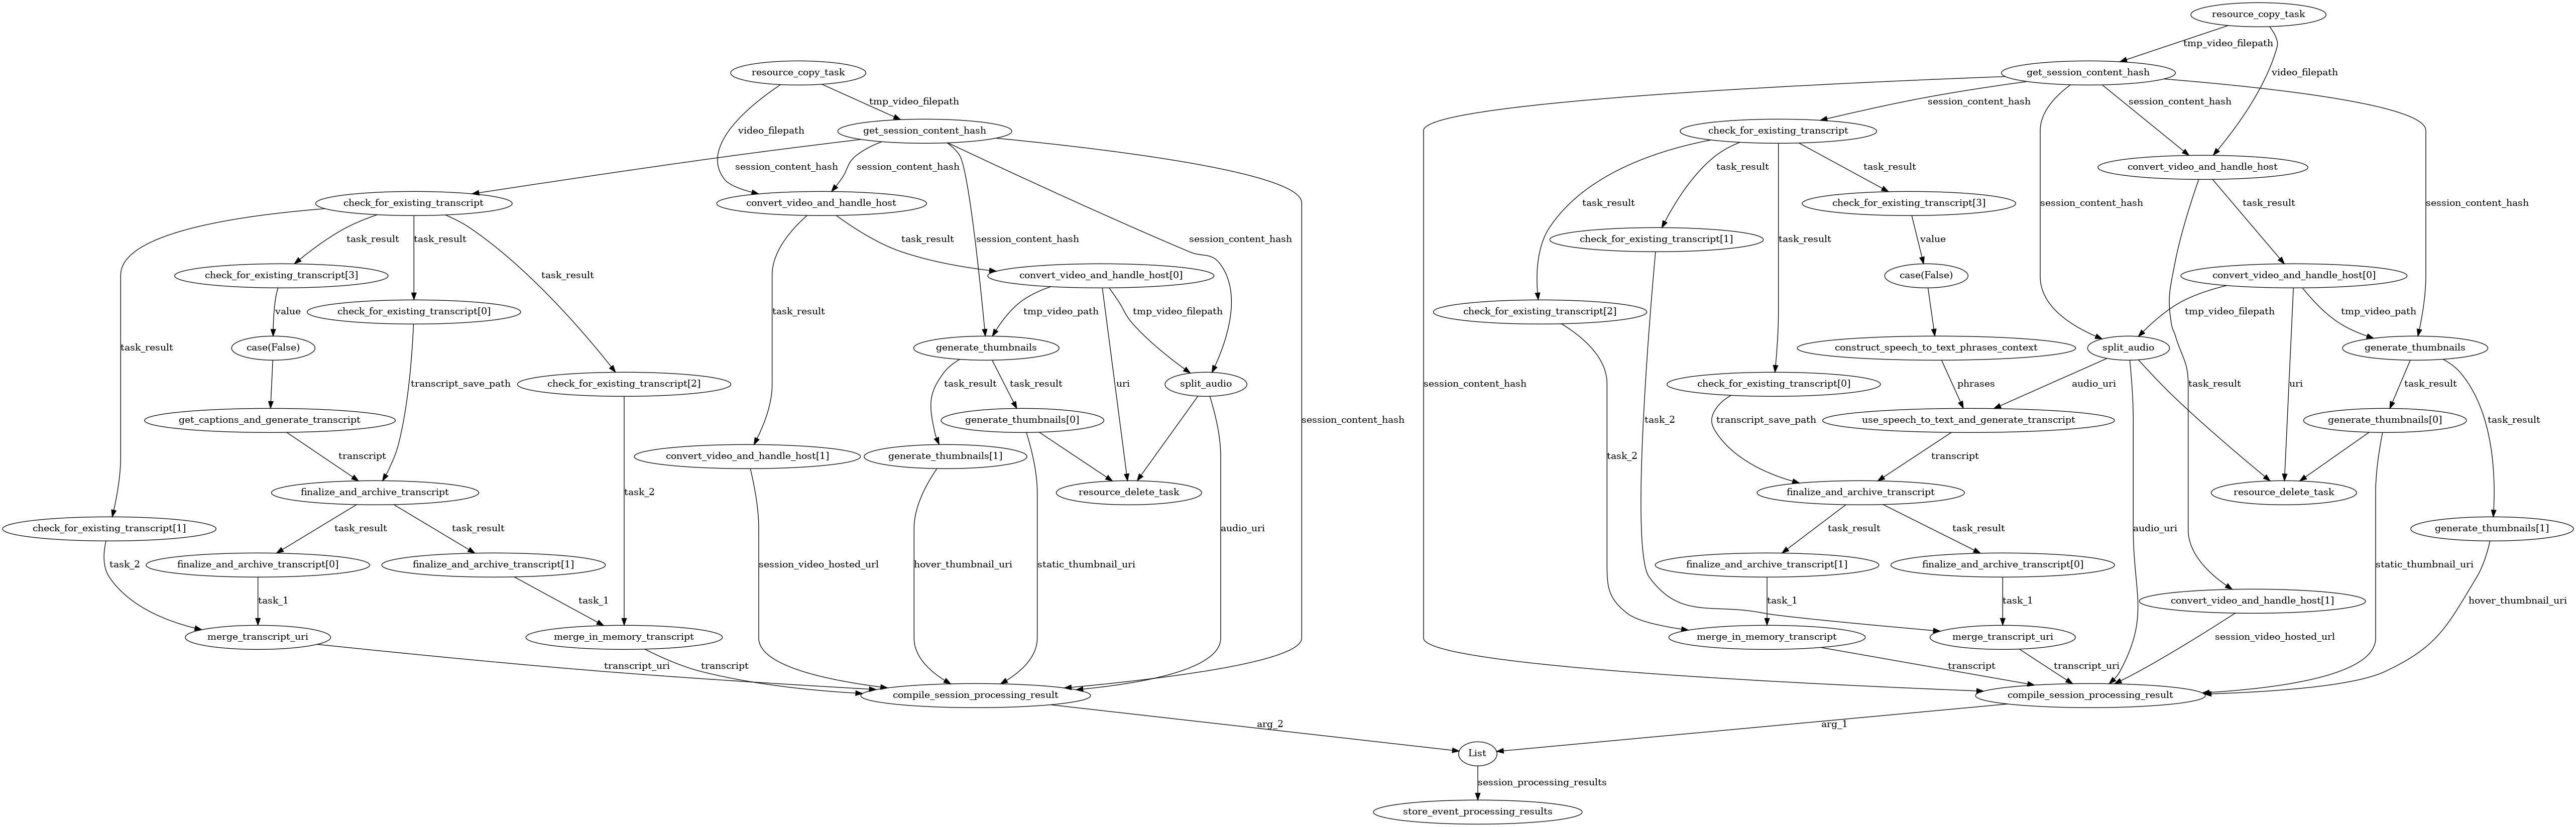 resource_copy_task
tmp_video_filepath
resource_copy_task
get_session_content_hash
video_filepath
tmp_video_filepath
session_content_hash
session_content_hash
video_filepath
get_session_content_hash
check_for_existing_transcript
session_content_hash
session_content_hash
session_content_hash
task_result
task_result
convert_video_and_handle_host
check_for_existing_transcript
convert_video_and_handle_host
task_result
check_for_existing_transcript[3]
session_content_hash
task_result
session_content_hash
task_result
task_result
task_result
session_content_hash
session_content_hash
check_for_existing_transcript[1]
task_result
value
check_for_existing_transcript[3]
task_result
convert_video_and_handle_host[0]
case(False)
convert_video_and_handle_host[0]
value
check_for_existing_transcript[0]
tmp_video_path
tmp_video_filepath
check_for_existing_transcript[2]
tmp_video_filepath
tmp_video_path
task_result
task_result
case(False)
generate_thumbnails
construct_speech_to_text_phrases_context
split_audio
generate_thumbnails
transcript_save_path
check_for_existing_transcript[2]
task_result
task_result
uri
split_audio
session_content_hash
check_for_existing_transcript[0]
phrases
audio_uri
task_result
uri
task_result
get_captions_and_generate_transcript
generate_thumbnails[0]
session_content_hash
task_2
transcript_save_path
use_speech_to_text_and_generate_transcript
generate_thumbnails[0]
task_result
transcript
convert_video_and_handle_host[1]
generate_thumbnails[1]
task_2
transcript
finalize_and_archive_transcript
task_2
resource_delete_task
finalize_and_archive_transcript
resource_delete_task
check_for_existing_transcript[1]
task_result
task_result
audio_uri
task_result
task_result
audio_uri
generate_thumbnails[1]
task_2
finalize_and_archive_transcript[0]
finalize_and_archive_transcript[1]
session_video_hosted_url
hover_thumbnail_uri
static_thumbnail_uri
finalize_and_archive_transcript[1]
finalize_and_archive_transcript[0]
static_thumbnail_uri
task_1
task_1
task_1
task_1
convert_video_and_handle_host[1]
hover_thumbnail_uri
merge_transcript_uri
merge_in_memory_transcript
merge_in_memory_transcript
merge_transcript_uri
session_video_hosted_url
transcript_uri
transcript
transcript
transcript_uri
compile_session_processing_result
compile_session_processing_result
arg_2
arg_1
List
session_processing_results
store_event_processing_results